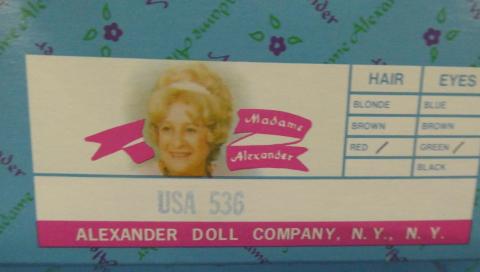 Madame
Alexander
HAIR EYES
BLONDE BLUE
BROWN BROWN
RED / GREEN /
BLACK
USA 536
ALEXANDER DOLL COMPANY, N. Y., N. Y.